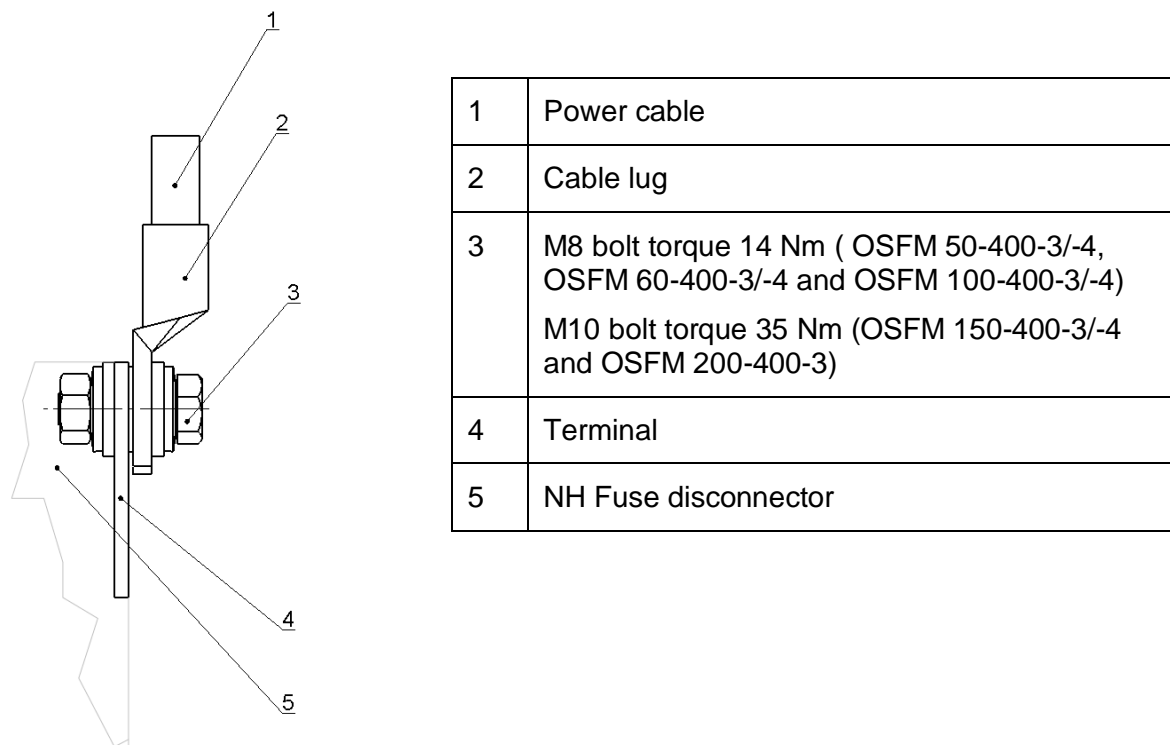 1
2
3
4
5
1 Power cable
2 Cable lug
3 M8 bolt torque 14 Nm ( OSFM 50-400-3/-4,
OSFM 60-400-3/-4 and OSFM 100-400-3/-4)
M10 bolt torque 35 Nm (OSFM 150-400-3/-4
and OSFM 200-400-3)
4 Terminal
5 NH Fuse disconnector